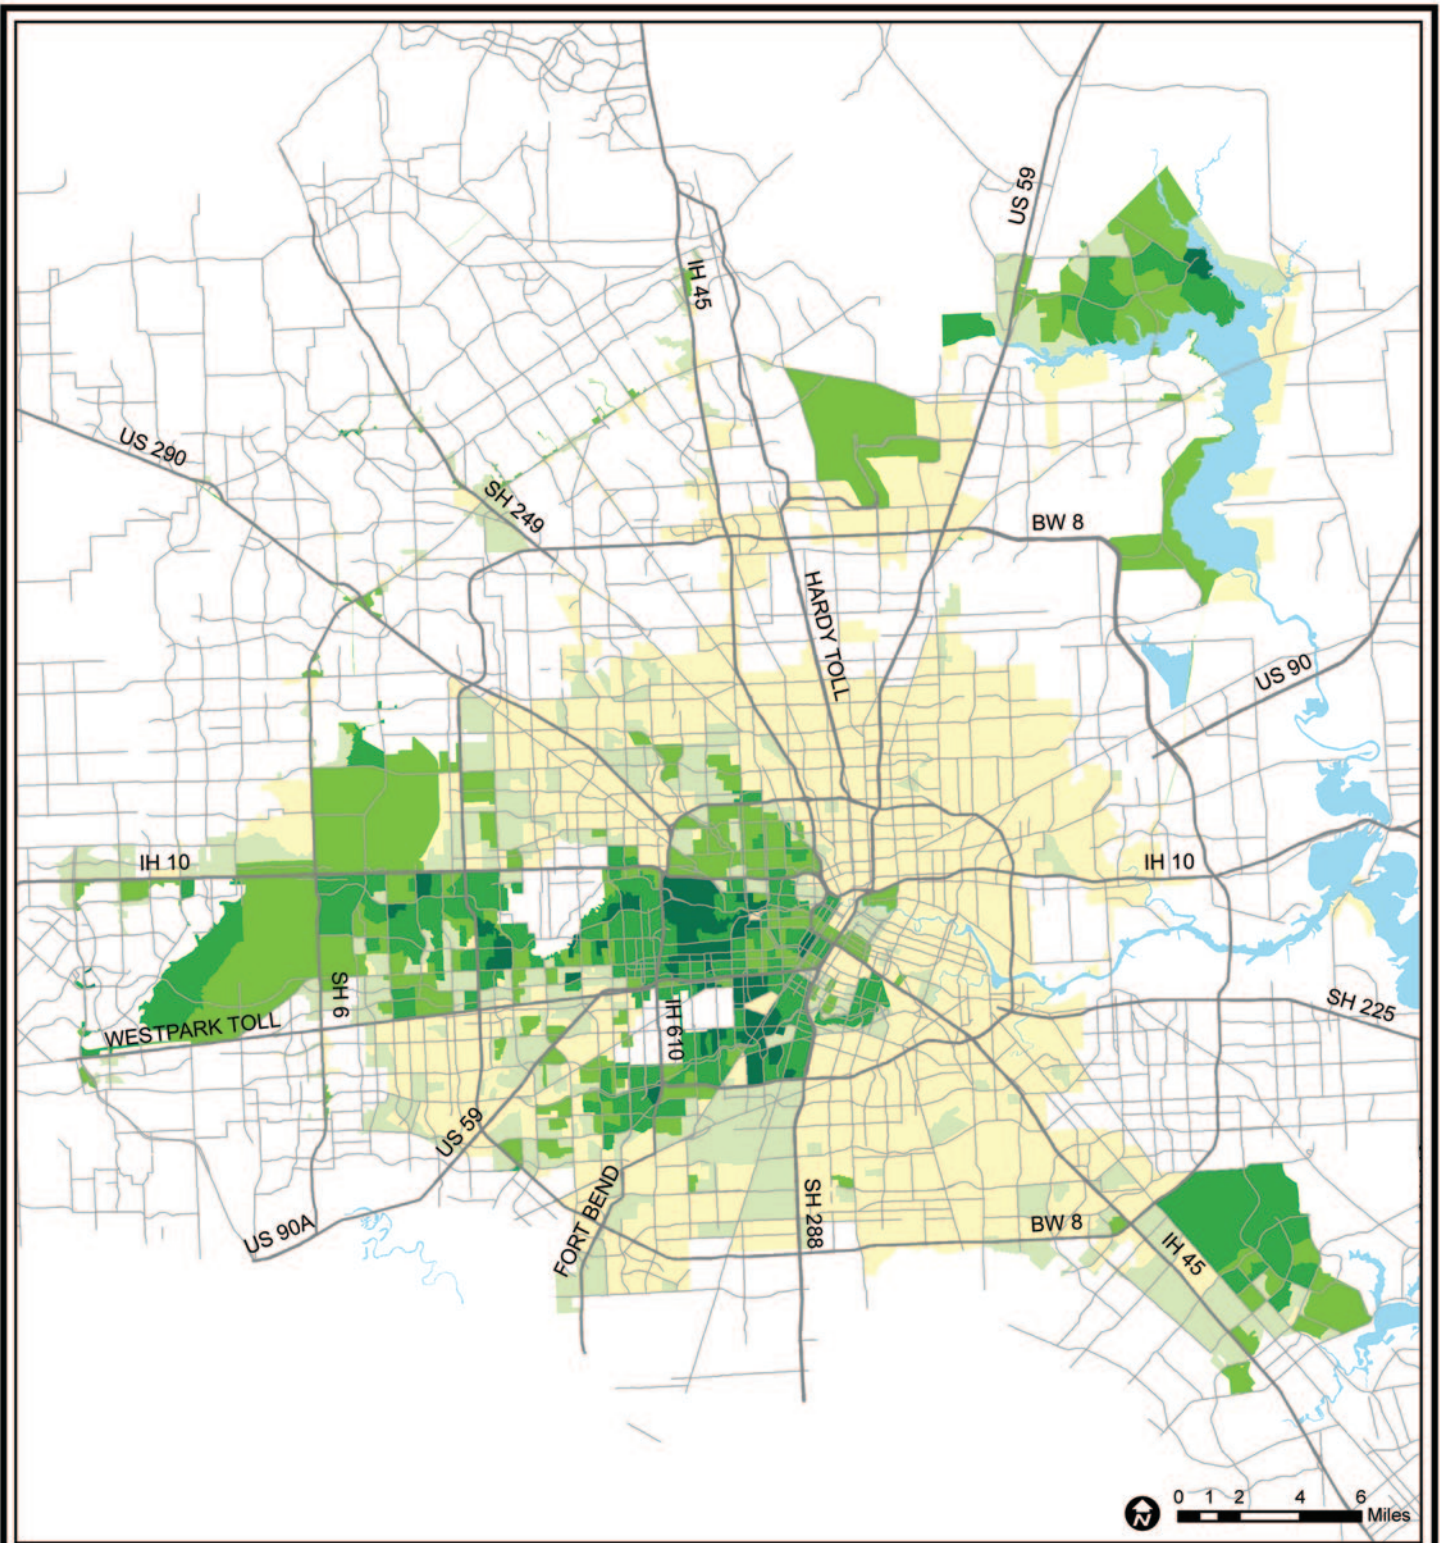 US 59
IH 45
US 290
SH 249
BW 8
HARDY TOLL
US 90
IH 10
IH 10
SH 6
WESTPARK TOLL
IH 610
SH 225
US 59
FORT BEND
SH 288
BW 8
US 90A
IH 45
0 1 2 4 6
Miles
N